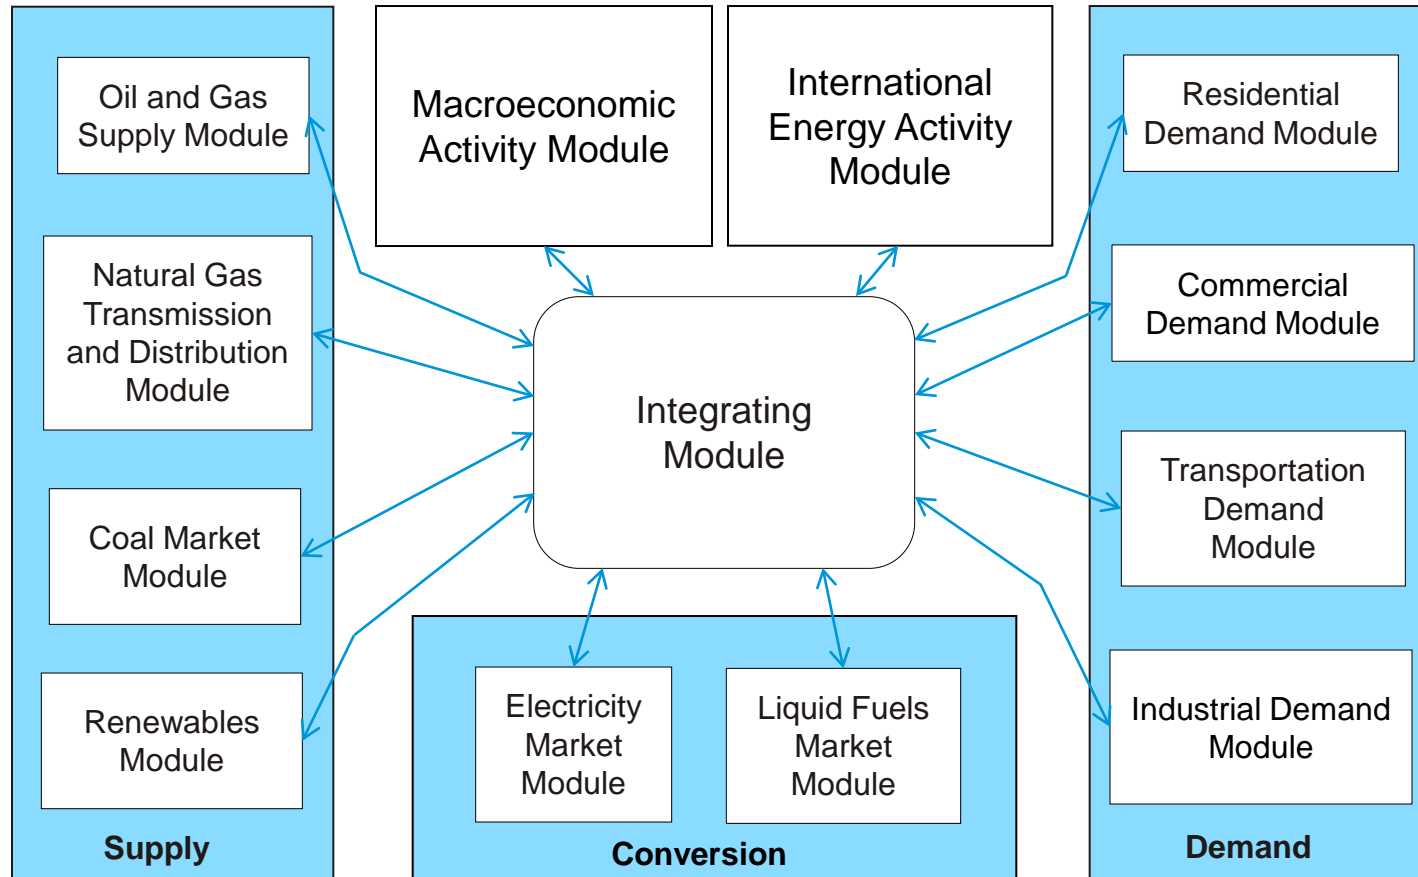 Oil and Gas
Supply Module
Natural Gas
Transmission
and Distribution
Module
Coal Market
Module
Renewables
Module
Supply
Macroeconomic
Activity Module
International
Energy Activity
Module
Integrating
Module
Electricity
Market
Module
Liquid Fuels
Market
Module
Conversion
Residential
Demand Module
Commercial
Demand Module
Transportation
Demand
Module
Industrial Demand
Module
Demand